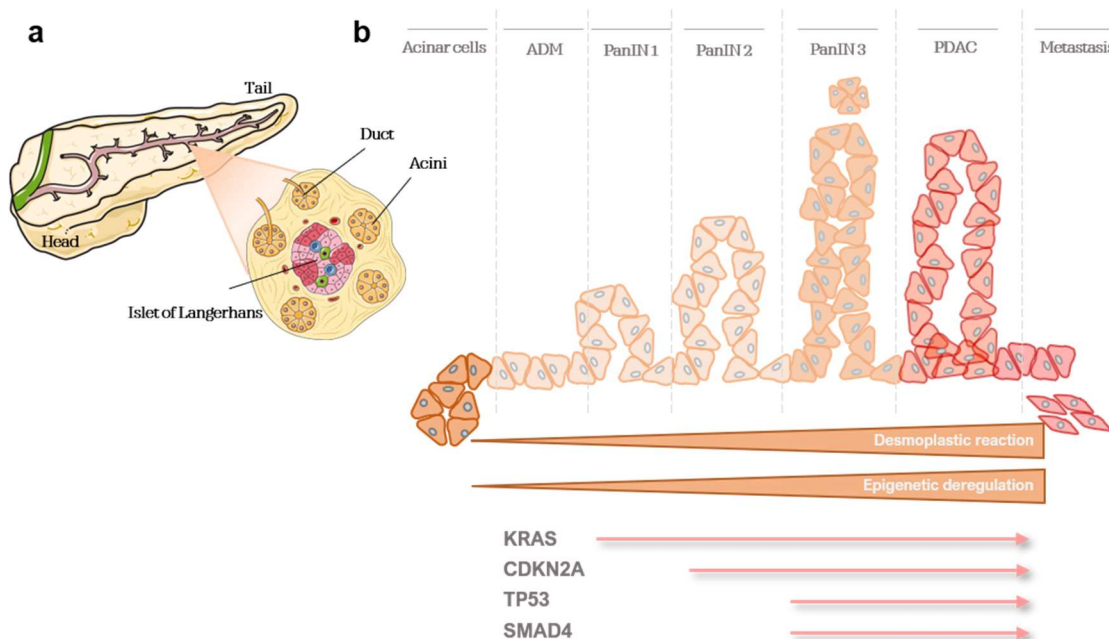 a
Tail
Duct
Acini
Head
Islet of Langerhans
b
Acinar cells
ADM
PanIN 1
PanIN 2
PanIN 3
PDAC
Metastasis
Desmoplastic reaction
Epigenetic deregulation
KRAS
CDKN2A
TP53
SMAD4